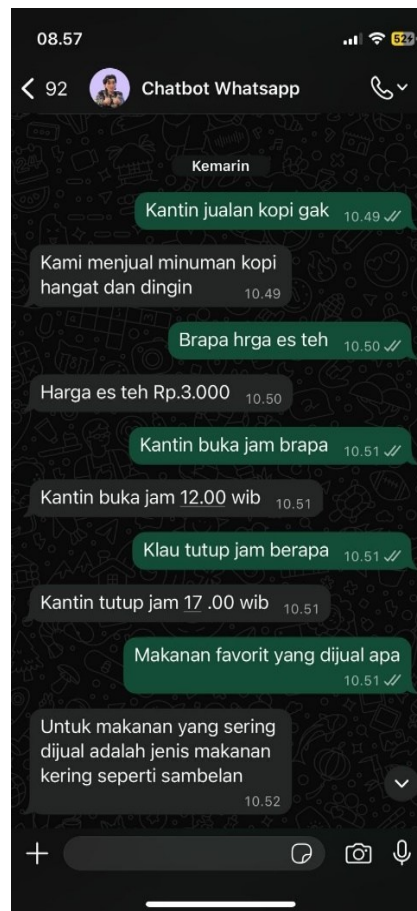 08.57
52
92 Chatbot Whatsapp
Kemarin
Kantin jualan kopi gak 10.49
Kami menjual minuman kopi
hangat dan dingin 10.49
Brapa hrga es teh 10.50
Harga es teh Rp.3.000 10.50
Kantin buka jam brapa 10.51
Kantin buka jam 12.00 wib 10.51
Klau tutup jam berapa 10.51
Kantin tutup jam 17 .00 wib 10.51
Makanan favorit yang dijual apa
10.51
Untuk makanan yang sering
dijual adalah jenis makanan
kering seperti sambelan
10.52